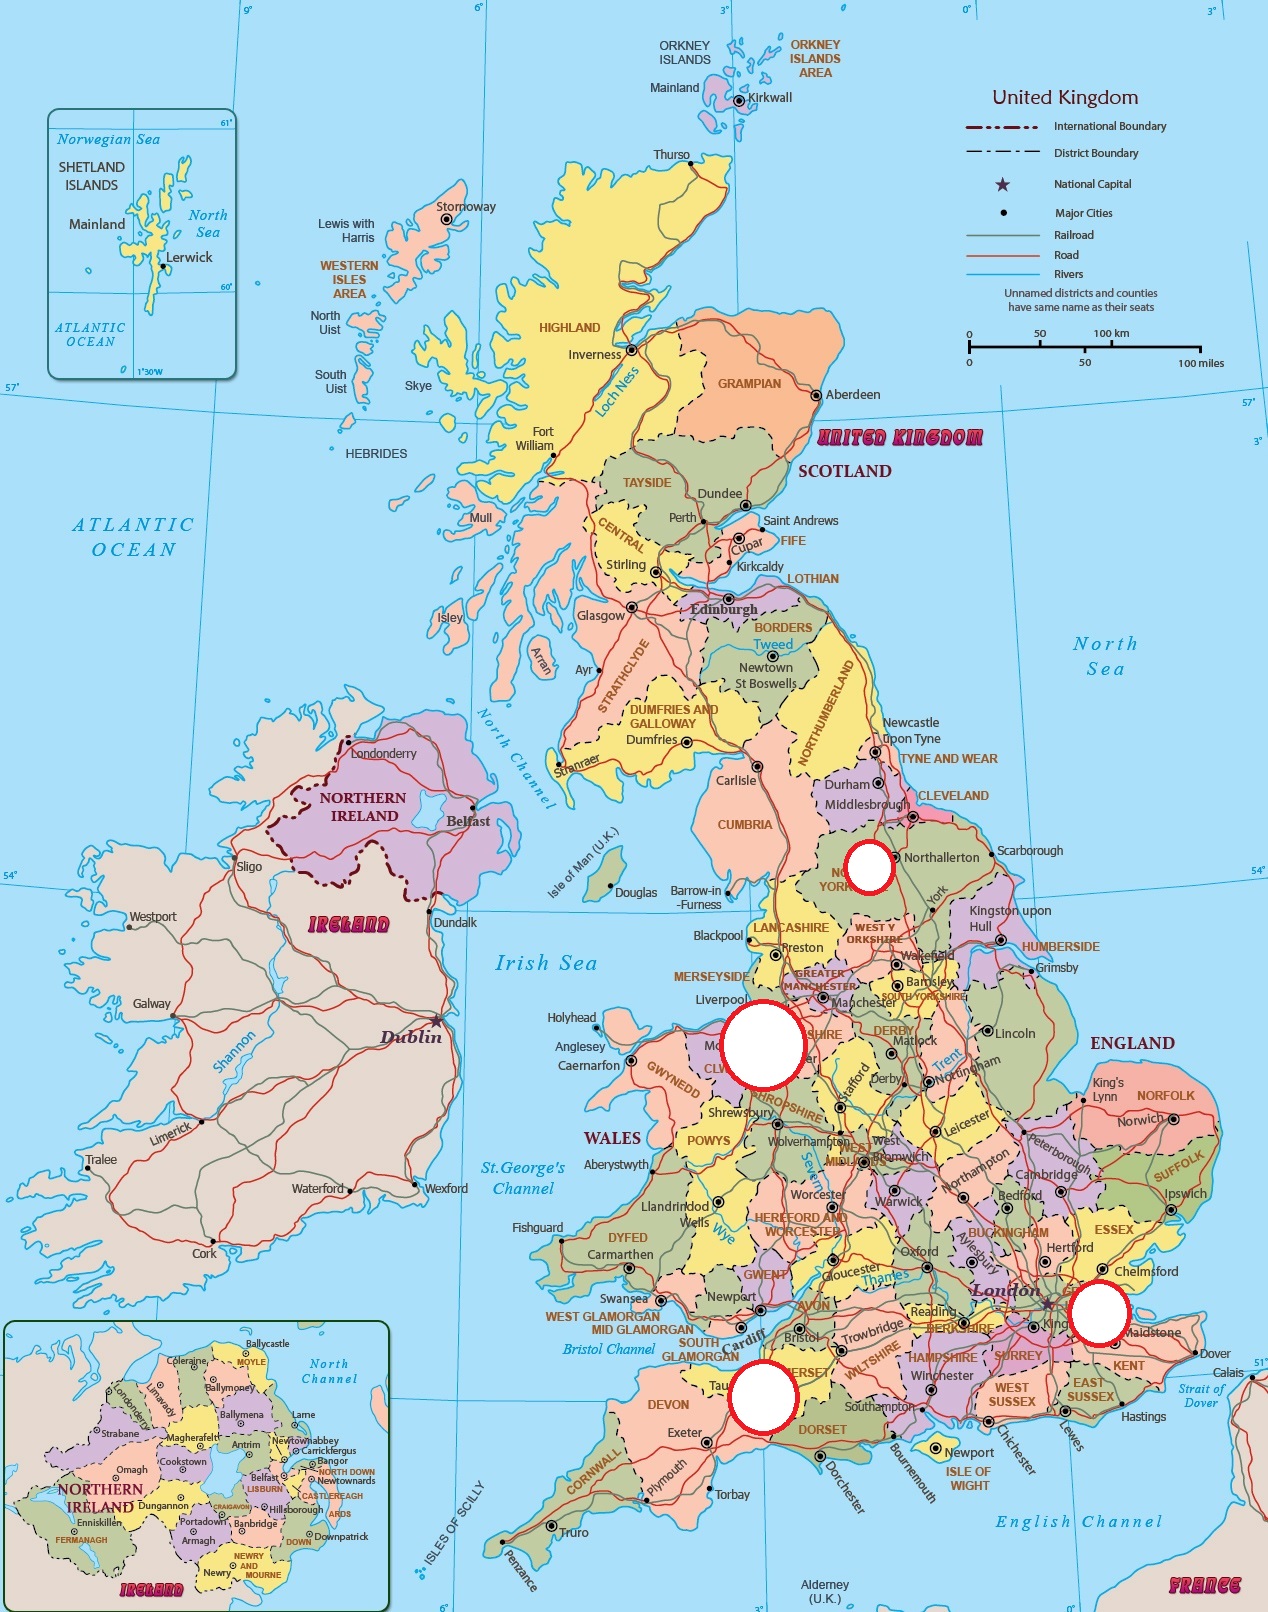 9°
6°
3°
0°
3°
ORKNEY
ISLANDS
ORKNEY
ISLANDS
AREA
Mainland
Kirkwall
United Kingdom
International Boundary
District Boundary
National Capital
Major Cities
Railroad
Road
Rivers
Unnamed districts and counties
have same name as their seats
0
50
100 km
0
50
100 miles
61°
Norwegian Sea
SHETLAND
ISLANDS
Mainland
North
Sea
Lerwick
60°
ATLANTIC
OCEAN
1°30'W
Thurso
Stornoway
Lewis with
Harris
WESTERN
ISLES
AREA
North
Uist
South
Uist
Skye
HEBRIDES
HIGHLAND
Inverness
Loch Ness
Fort
William
GRAMPIAN
Aberdeen
57°
57°
3°
UNITED KINGDOM
SCOTLAND
TAYSIDE
Dundee
Perth
Saint Andrews
Cupar
FIFE
CENTRAL
Stirling
Kirkcaldy
Mull
ATLANTIC
OCEAN
LOTHIAN
Edinburgh
Glasgow
Isley
Arran
Ayr
STRATHCLYDE
BORDERS
Tweed
Newtown
St Boswells
North
Sea
NORTHUMBERLAND
DUMFRIES AND
GALLOWAY
Dumfries
Stranraer
North Channel
Newcastle
upon Tyne
TYNE AND WEAR
Carlisle
Durham
Middlesbrough
CLEVELAND
CUMBRIA
Londonderry
NORTHERN
IRELAND
Belfast
Sligo
54°
54°
Isle of Man (U.K.)
Douglas
Barrow-in
-Furness
Northallerton
Scarborough
NO
YORK
York
Westport
IRELAND
Dundalk
Irish Sea
LANCASHIRE
Blackpool
Preston
WEST Y
ORKSHIRE
Wakefield
Kingston upon
Hull
HUMBERSIDE
Grimsby
MERSEYSIDE
GREATER
MANCHESTER
Manchester
Barnsley
SOUTH YORKSHIRE
Liverpool
Galway
Dublin
Shannon
Holyhead
Anglesey
Caernarfon
Mo
CLW
SHIRE
er
DERBY
Matlock
Lincoln
ENGLAND
Trent
Nottingham
Derby
Stafford
GWYNEDD
SHROPSHIRE
Shrewsbury
King's
Lynn
NORFOLK
Norwich
Limerick
WALES
POWYS
Wolverhampton
WEST
MIDLANDS
West
Bromwich
Leicester
Peterborough
Tralee
Waterford
Wexford
St.George's
Channel
Aberystwyth
Severn
SUFFOLK
Cambridge
Ipswich
Northampton
Bedford
Worcester
Warwick
Llandrindod
Wells
Wye
HEREFORD AND
WORCESTER
BUCKINGHAM
ESSEX
Cork
Fishguard
DYFED
Carmarthen
Hertford
Aylesbury
Oxford
Gloucester
Thames
GWENT
Chelmsford
London
Swansea
WEST GLAMORGAN
MID GLAMORGAN
SOUTH
GLAMORGAN
Newport
Cardiff
AVON
Bristol
Reading
BERKSHIRE
King
Maidstone
Bristol Channel
Trowbridge
WILTSHIRE
HAMPSHIRE
Winchester
SURREY
KENT
Dover
Calais
51°
Strait of
Dover
Tau
ERSET
DEVON
WEST
SUSSEX
EAST
SUSSEX
Hastings
Southampton
DORSET
Exeter
Lewes
Chichester
Newport
ISLE OF
WIGHT
Bournemouth
Dorchester
CORNWALL
Plymouth
Torbay
Truro
Penzance
ISLES OF SCILLY
English Channel
Alderney
(U.K.)
FRANCE
6°
3°
0°
Ballycastle
MOYLE
Coleraine
North
Channel
Londonderry
Limavady
Ballymoney
Strabane
Ballymena
Larne
Magherafelt
Antrim
Newtownabbey
Carrickfergus
Bangor
Omagh
Cookstown
Belfast
NORTH DOWN
Newtownards
NORTHERN
IRELAND
LISBURN
CASTLEREAGH
Dungannon
CRAIGAVON
Hillsborough
ARDS
Enniskillen
Portadown
Banbridge
FERMANAGH
Armagh
DOWN
Downpatrick
Newry
NEWRY
AND
MOURNE
IRELAND